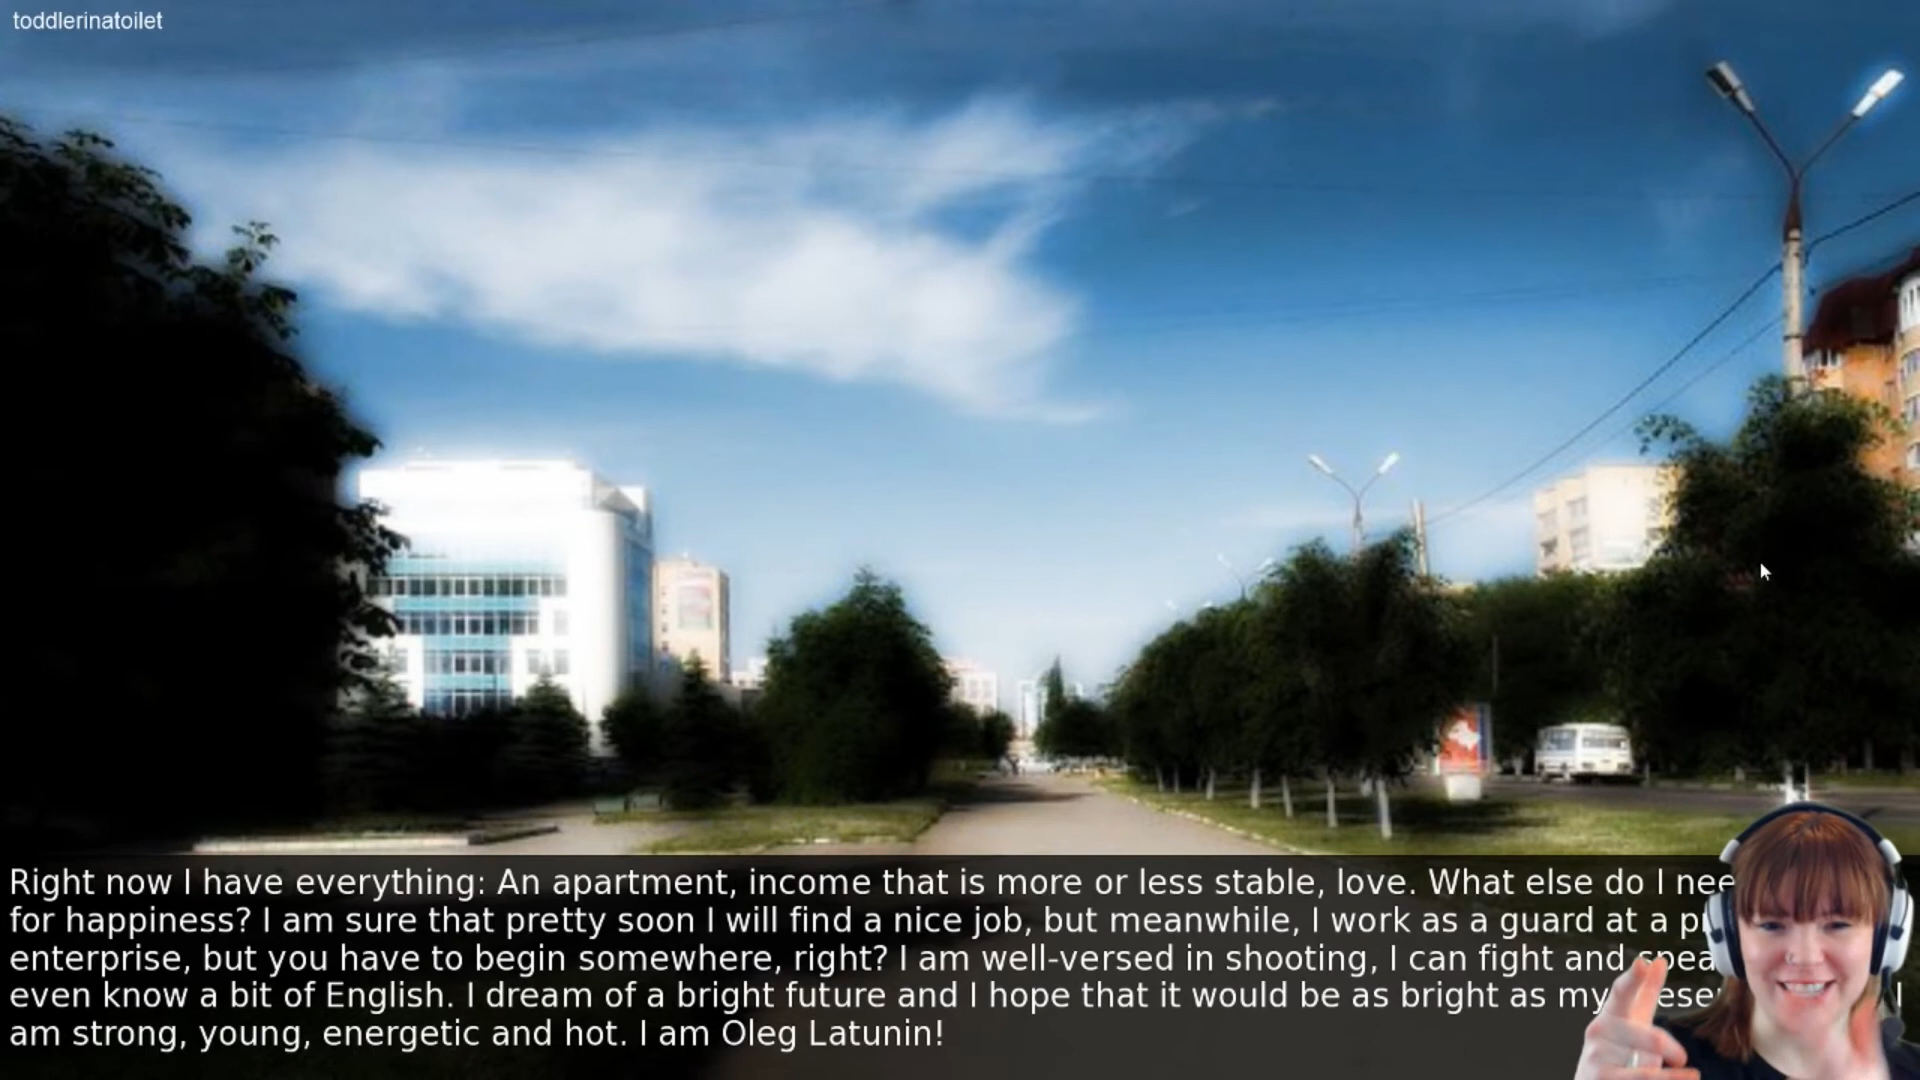 toddlerinatoilet
Right now I have everything: An apartment, income that is more or less stable, love. What else do I
for happiness? I am sure that pretty soon I will find a nice job, but meanwhile, I work as a guard at a
enterprise, but you have to begin somewhere, right? I am well-versed in shooting, I can fight and
even know a bit of English. I dream of a bright future and I hope that it would be as bright as my I
am strong, young, energetic and hot. I am Oleg Latunin!